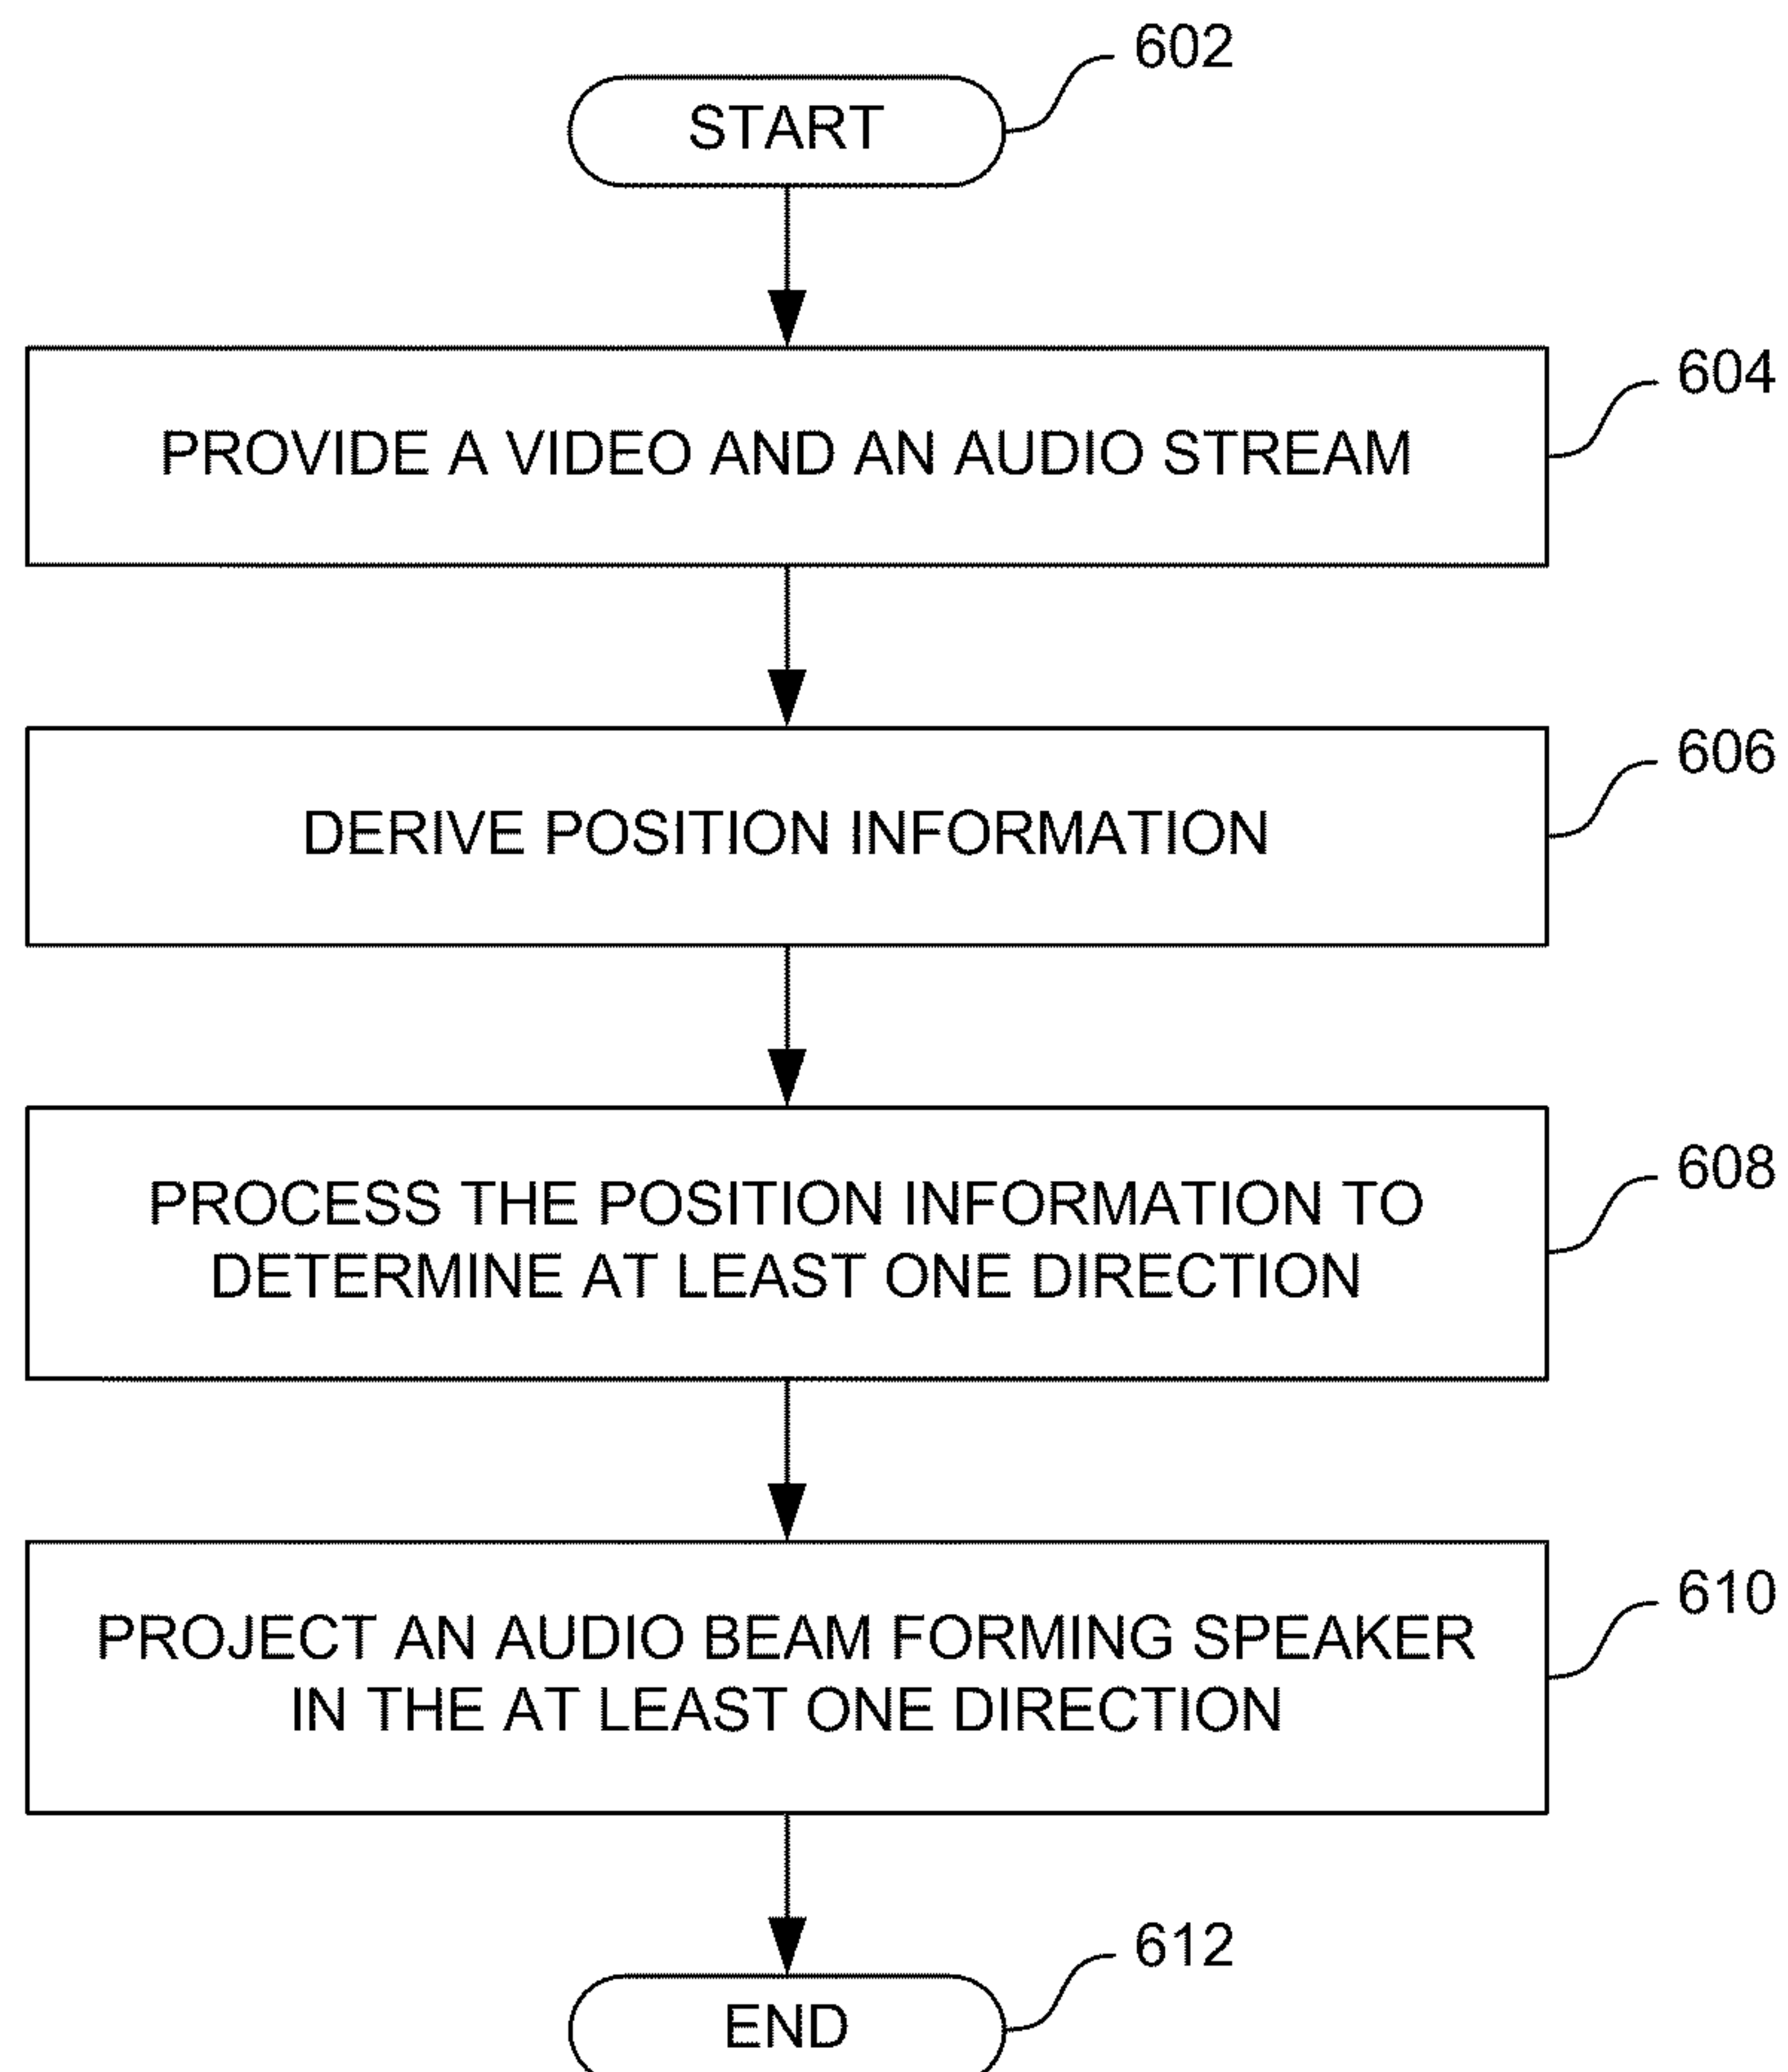 602
START
604
PROVIDE A VIDEO AND AN AUDIO STREAM
606
DERIVE POSITION INFORMATION
608
PROCESS THE POSITION INFORMATION TO
DETERMINE AT LEAST ONE DIRECTION
610
PROJECT AN AUDIO BEAM FORMING SPEAKER
IN THE AT LEAST ONE DIRECTION
612
END